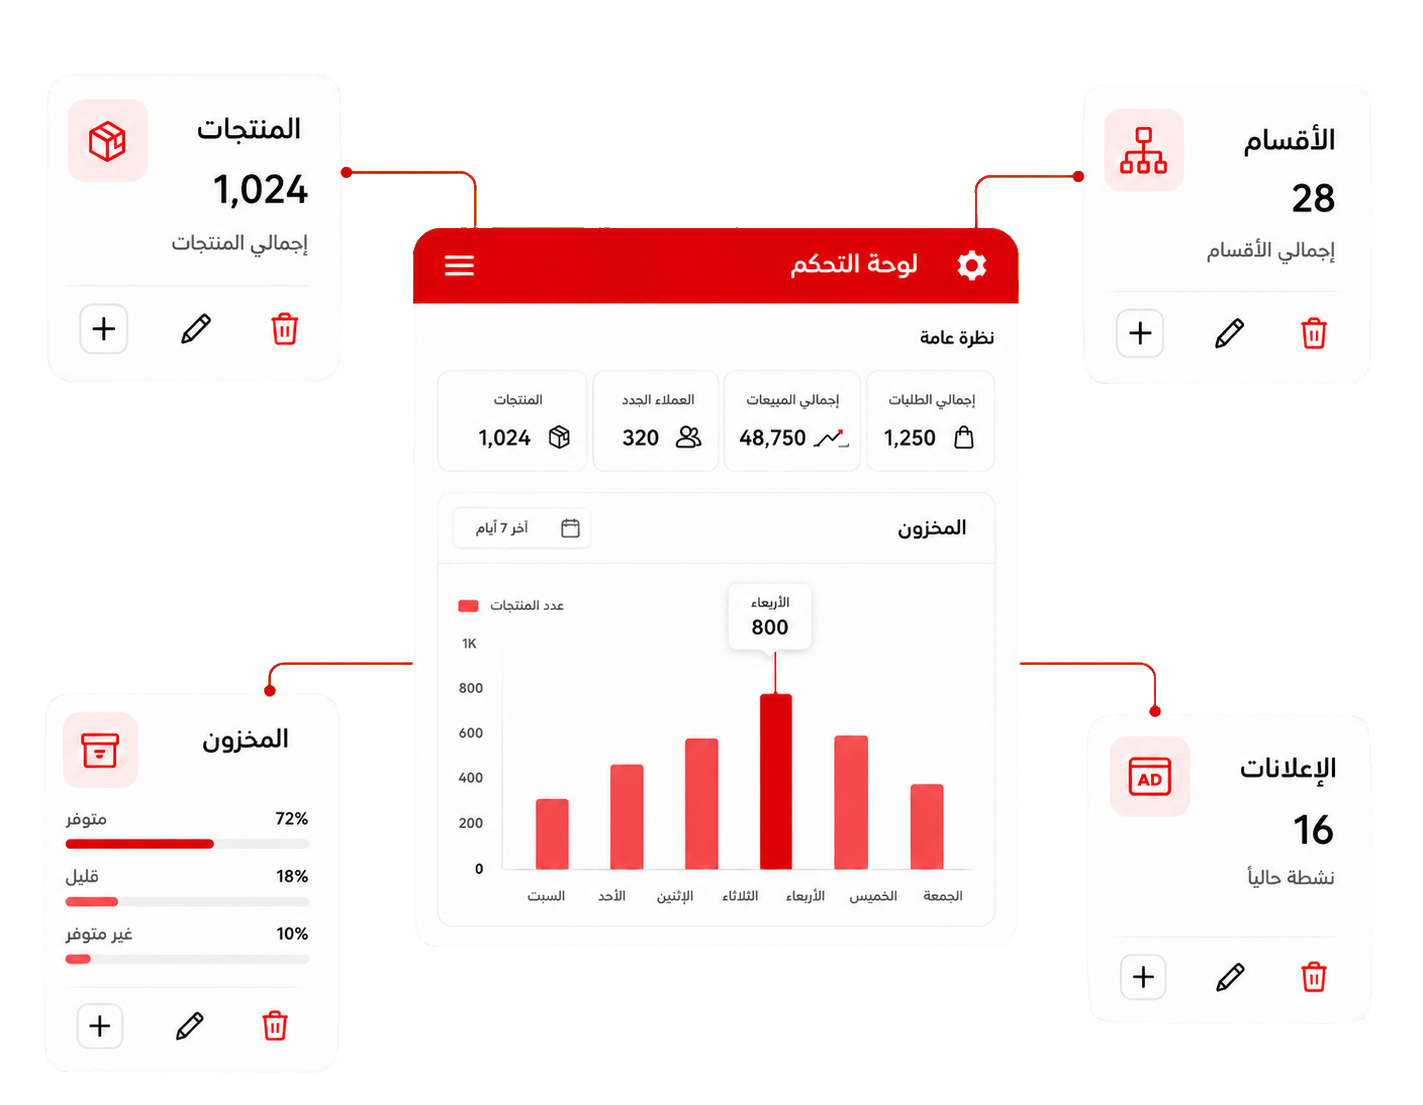 المنتجات
1,024
إجمالي المنتجات
الأقسام
28
إجمالي الأقسام
لوحة التحكم
نظرة عامة
إجمالي الطلبات
1,250
إجمالي المبيعات
48,750
العملاء الجدد
320
المنتجات
1,024
المخزون
آخر 7 أيام
عدد المنتجات
الأربعاء
800
1K
800
600
400
200
0
السبت الأحد الإثنين الثلاثاء الأربعاء الخميس الجمعة
المخزون
متوفر 72%
قليل 18%
غير متوفر 10%
الإعلانات
AD
16
نشطة حالياً